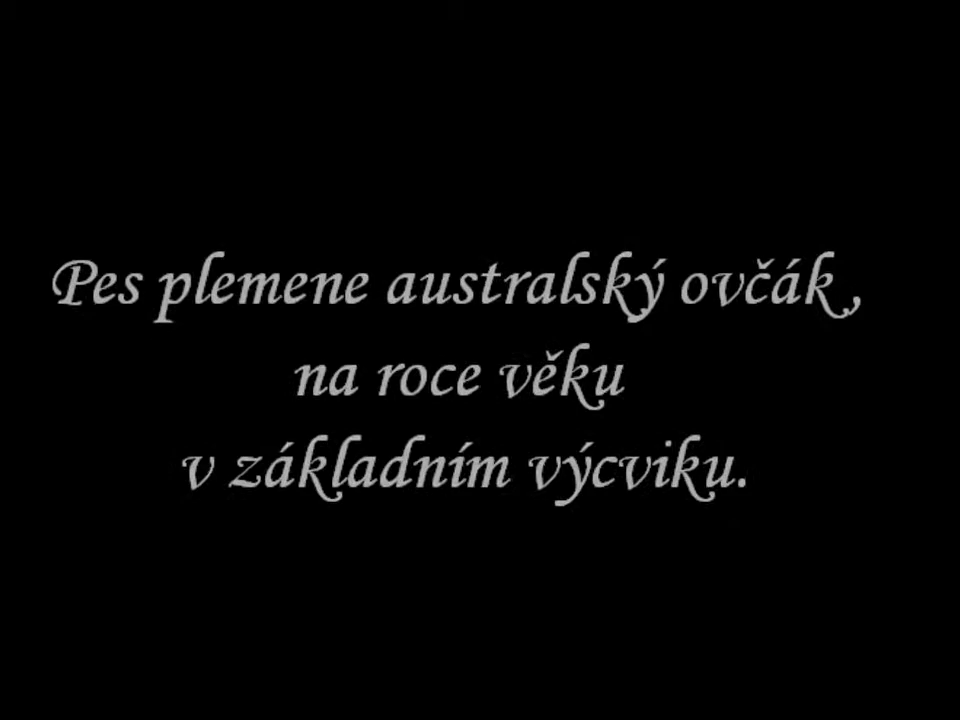 Pes plemene australský ovčák ,
na roce věku
v základním výcviku.